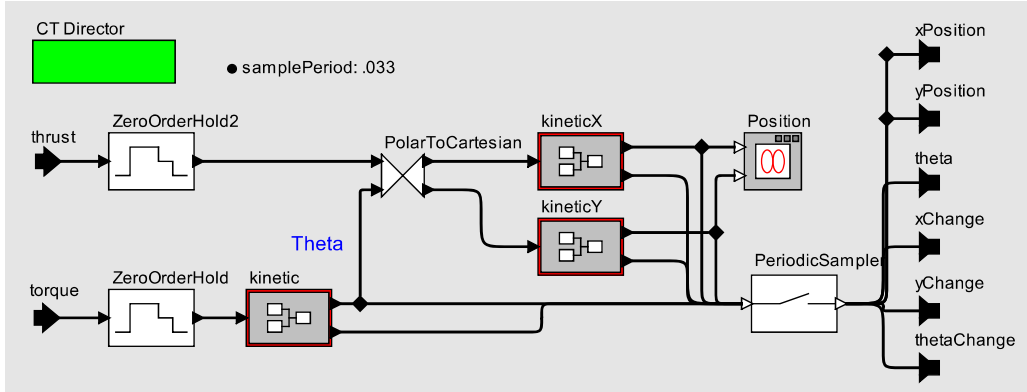 CT Director
samplePeriod: .033
xPosition
yPosition
thrust
ZeroOrderHold2
PolarToCartesian
kineticX
Position
theta
kineticY
xChange
Theta
torque
ZeroOrderHold
kinetic
PeriodicSampler
yChange
thetaChange